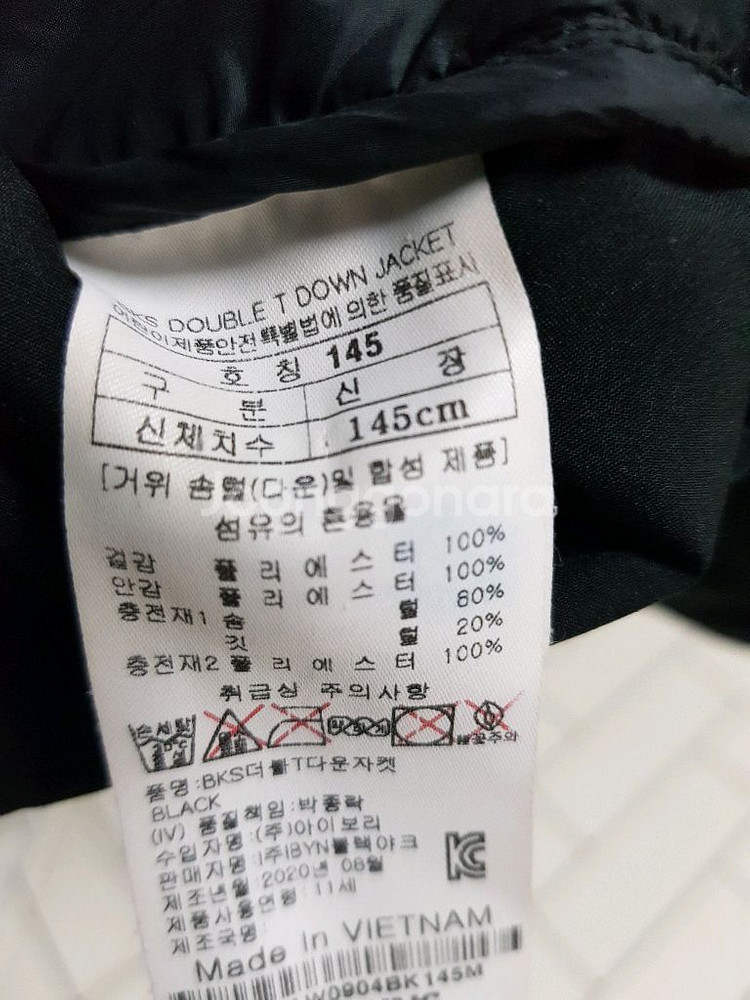 BKS DOUBLE T DOWN JACKET
어린이제품안전특별법에 의한 품질표시
호 칭 145
구 분 신 장
신체치수 145cm
[거위 솜털(다운)및 합성 제품]
섬유의 혼용률
겉감 폴 리 에 스 터 100%
안감 폴 리 에 스 터 100%
충전재1 솜 털 80%
깃 털 20%
충전재2 폴 리 에 스 터 100%
취급상 주의사항
손세탁
주의
품명:BKS더블T다운자켓
BLACK
(IV) 품질책임:박종락
수입자명:(주)아이보리
판매자명:(주)BYN블랙야크
제조년월:2020년 08월
제품사용연령:11세
제조국명:
Made In VIETNAM
W0904BK145M
joonggonara